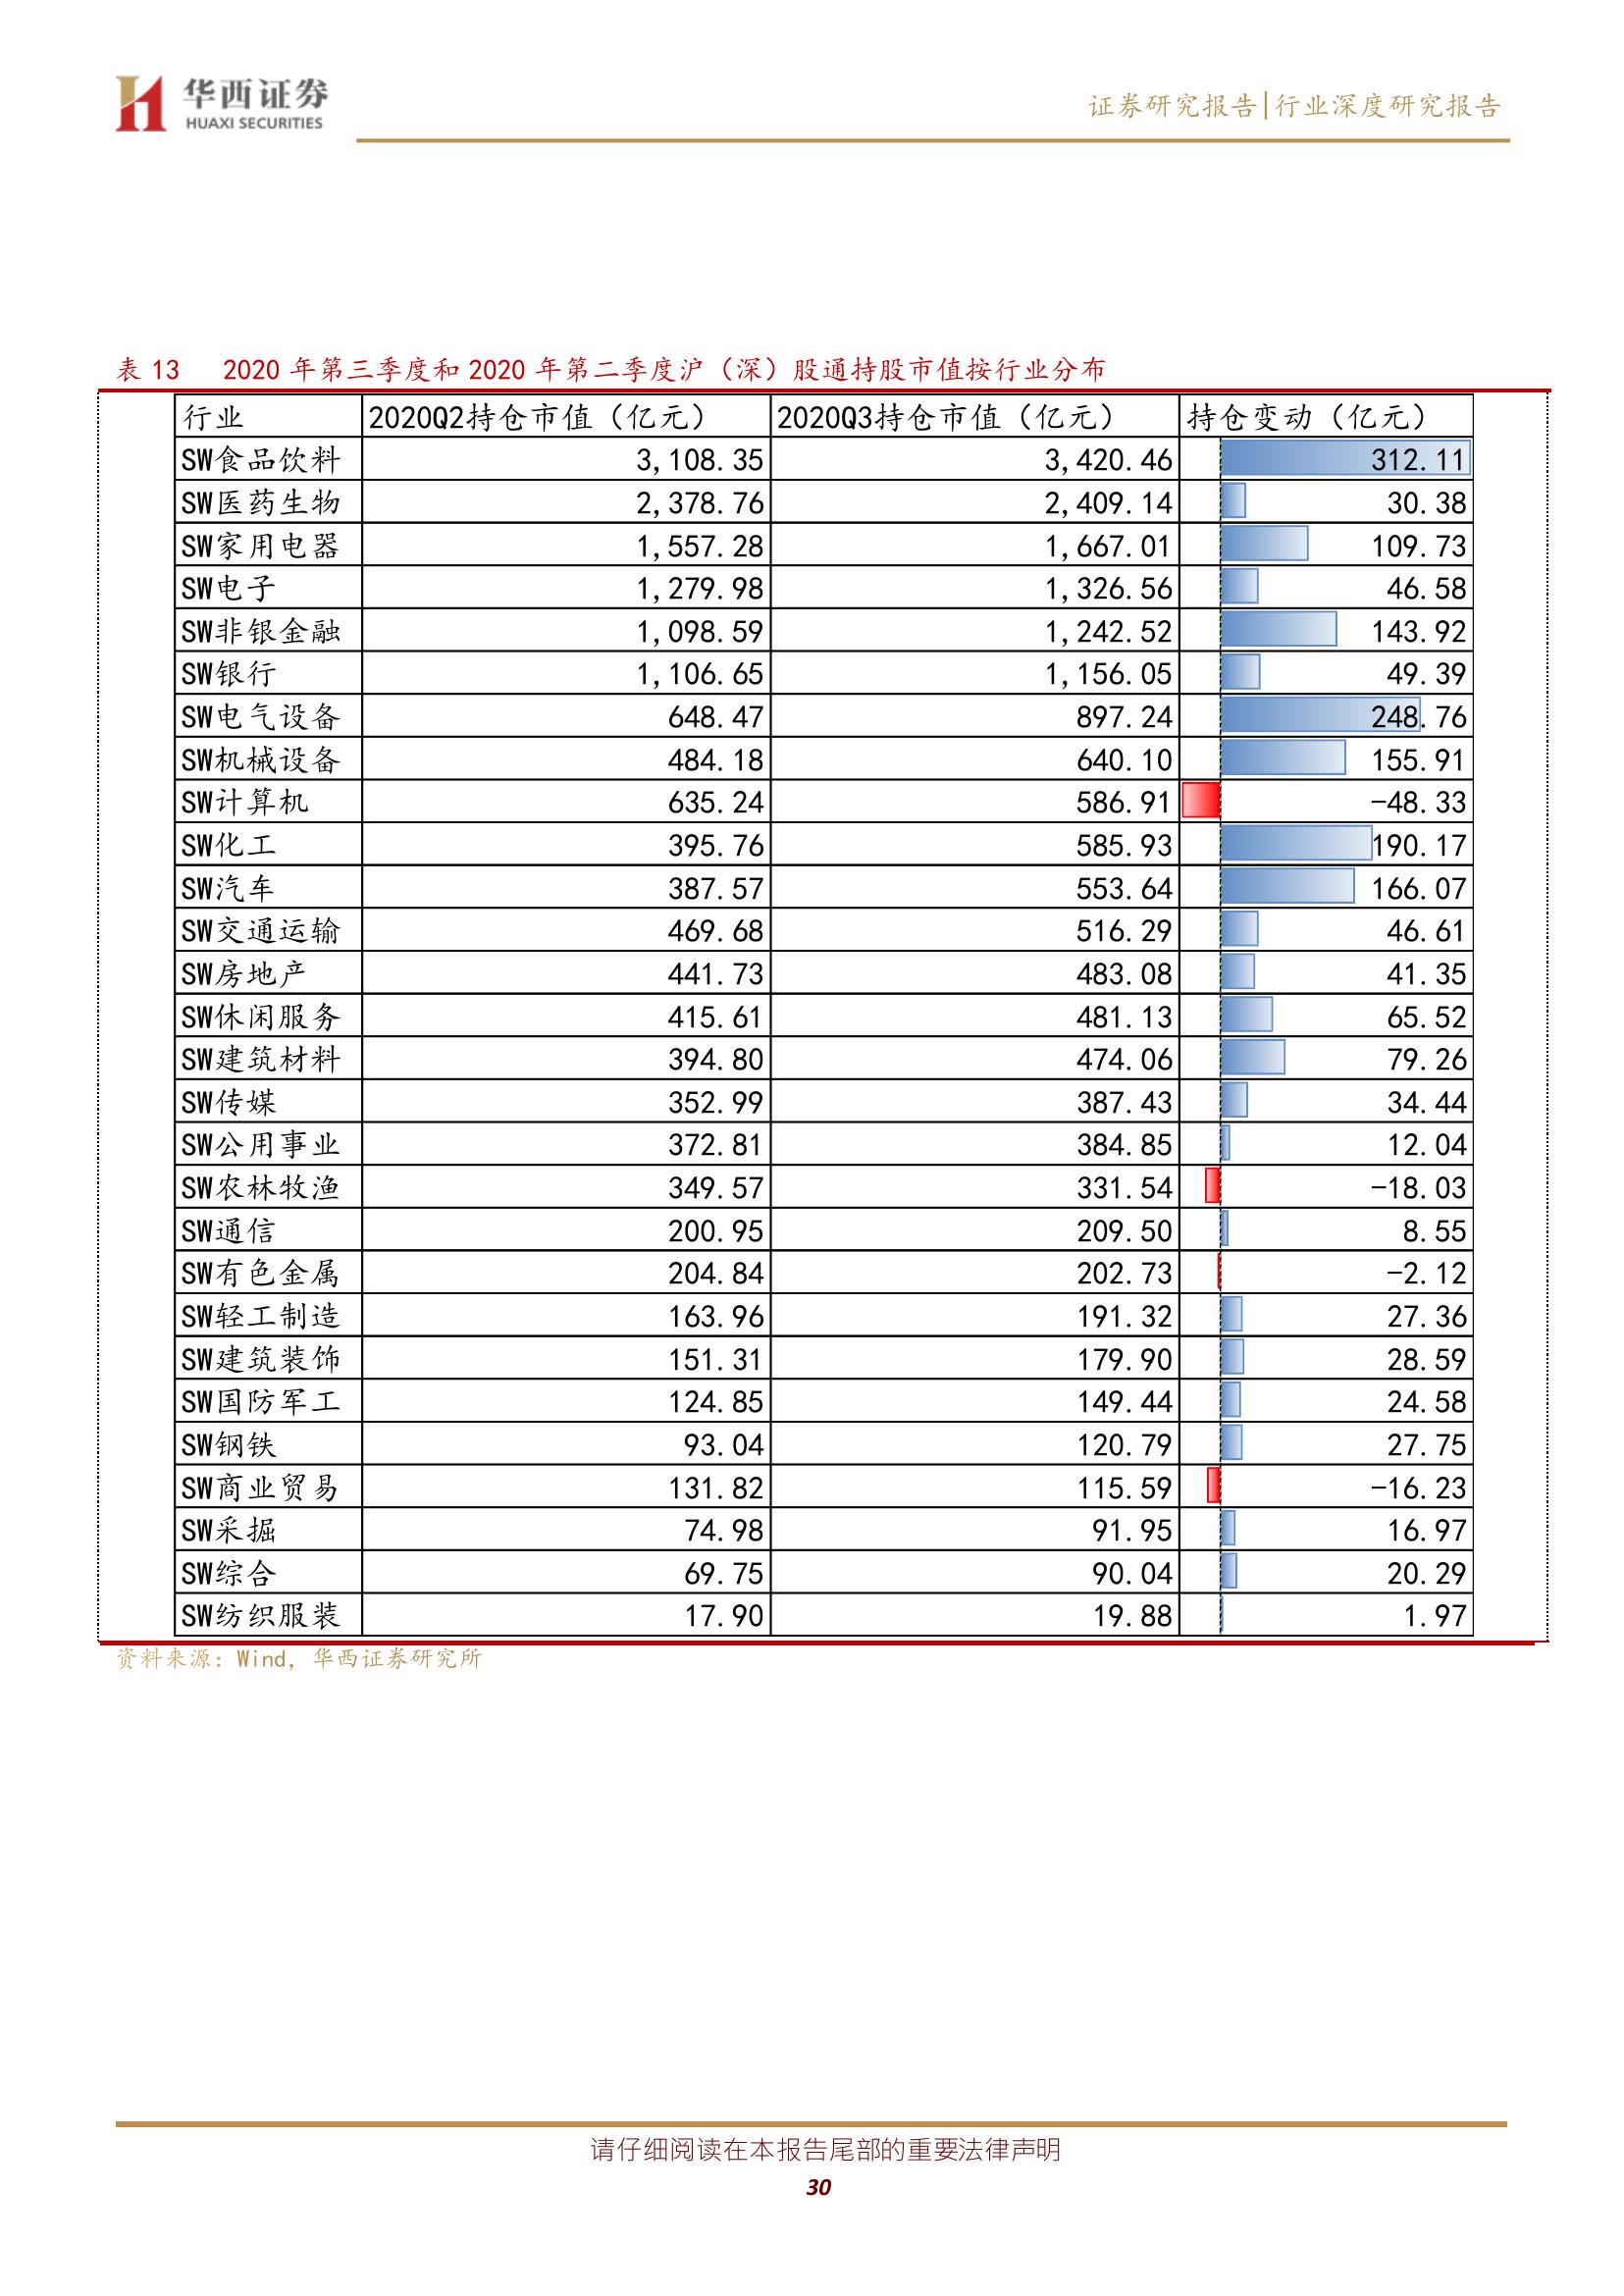 华西证券
HUAXI SECURITIES
证券研究报告|行业深度研究报告
表 13 2020 年第三季度和 2020 年第二季度沪（深）股通持股市值按行业分布
行业 2020Q2持仓市值（亿元） 2020Q3持仓市值（亿元） 持仓变动（亿元）
SW食品饮料 3,108.35 3,420.46 312.11
SW医药生物 2,378.76 2,409.14 30.38
SW家用电器 1,557.28 1,667.01 109.73
SW电子 1,279.98 1,326.56 46.58
SW非银金融 1,098.59 1,242.52 143.92
SW银行 1,106.65 1,156.05 49.39
SW电气设备 648.47 897.24 248.76
SW机械设备 484.18 640.10 155.91
SW计算机 635.24 586.91 -48.33
SW化工 395.76 585.93 190.17
SW汽车 387.57 553.64 166.07
SW交通运输 469.68 516.29 46.61
SW房地产 441.73 483.08 41.35
SW休闲服务 415.61 481.13 65.52
SW建筑材料 394.80 474.06 79.26
SW传媒 352.99 387.43 34.44
SW公用事业 372.81 384.85 12.04
SW农林牧渔 349.57 331.54 -18.03
SW通信 200.95 209.50 8.55
SW有色金属 204.84 202.73 -2.12
SW轻工制造 163.96 191.32 27.36
SW建筑装饰 151.31 179.90 28.59
SW国防军工 124.85 149.44 24.58
SW钢铁 93.04 120.79 27.75
SW商业贸易 131.82 115.59 -16.23
SW采掘 74.98 91.95 16.97
SW综合 69.75 90.04 20.29
SW纺织服装 17.90 19.88 1.97
资料来源：Wind，华西证券研究所
请仔细阅读在本报告尾部的重要法律声明
30